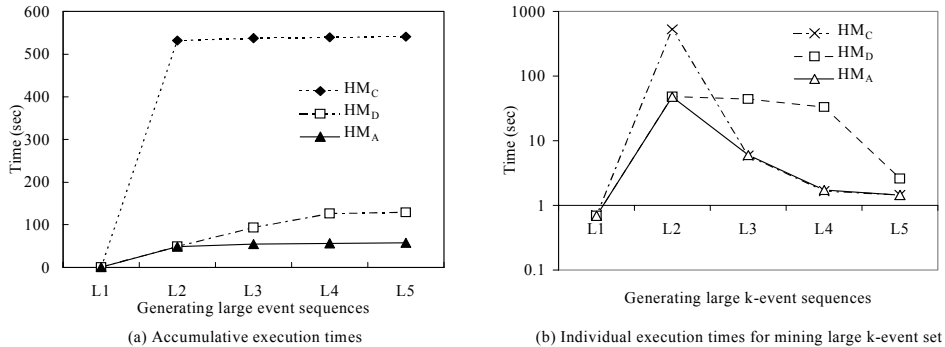 600
500
400
300
200
100
0
Time (sec)
HMC
HMD
HMA
L1 L2 L3 L4 L5
Generating large event sequences
(a) Accumulative execution times
1000
100
10
1
0.1
Time (sec)
HMC
HMD
HMA
L1 L2 L3 L4 L5
Generating large k-event sequences
(b) Individual execution times for mining large k-event set